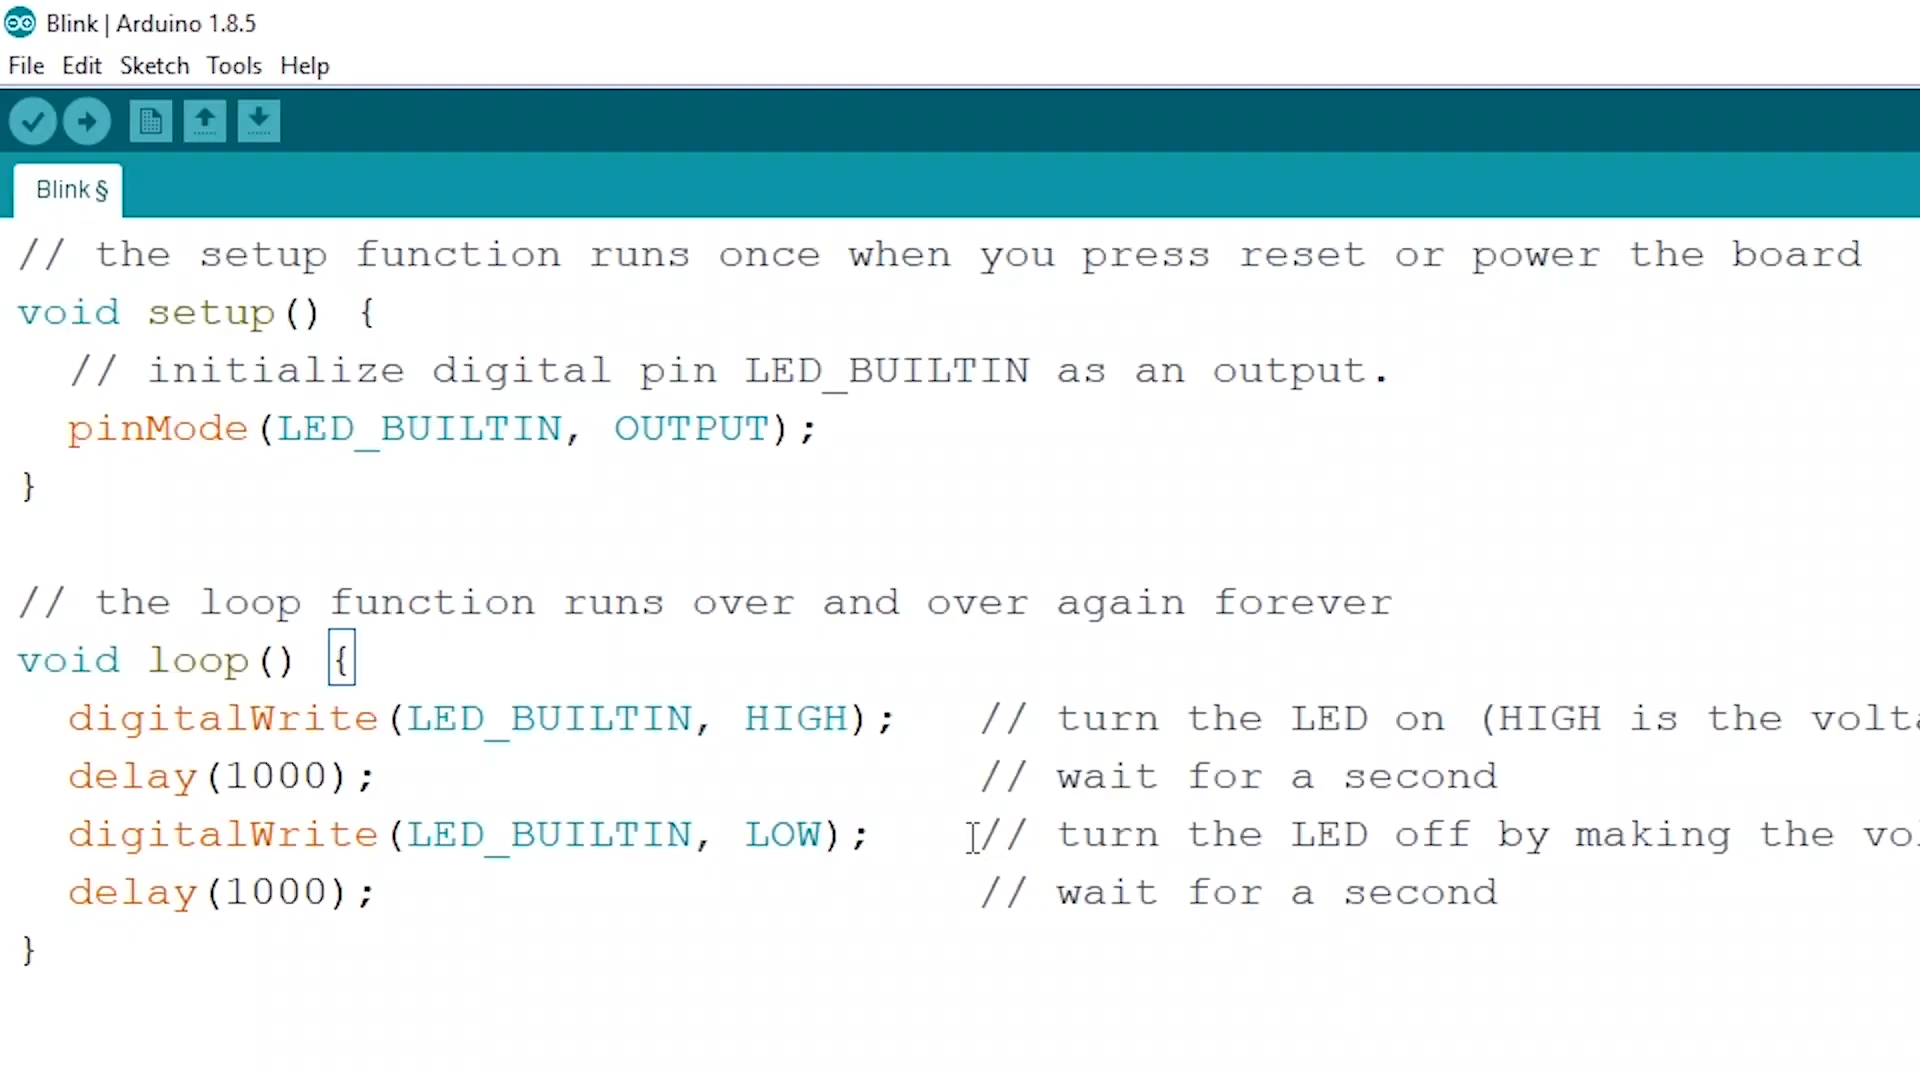 Blink | Arduino 1.8.5
File Edit Sketch Tools Help
Blink §
// the setup function runs once when you press reset or power the board
void setup() {
  // initialize digital pin LED_BUILTIN as an output.
  pinMode(LED_BUILTIN, OUTPUT);
}

// the loop function runs over and over again forever
void loop() {
  digitalWrite(LED_BUILTIN, HIGH);   // turn the LED on (HIGH is the volta
  delay(1000);                       // wait for a second
  digitalWrite(LED_BUILTIN, LOW);    // turn the LED off by making the vol
  delay(1000);                       // wait for a second
}